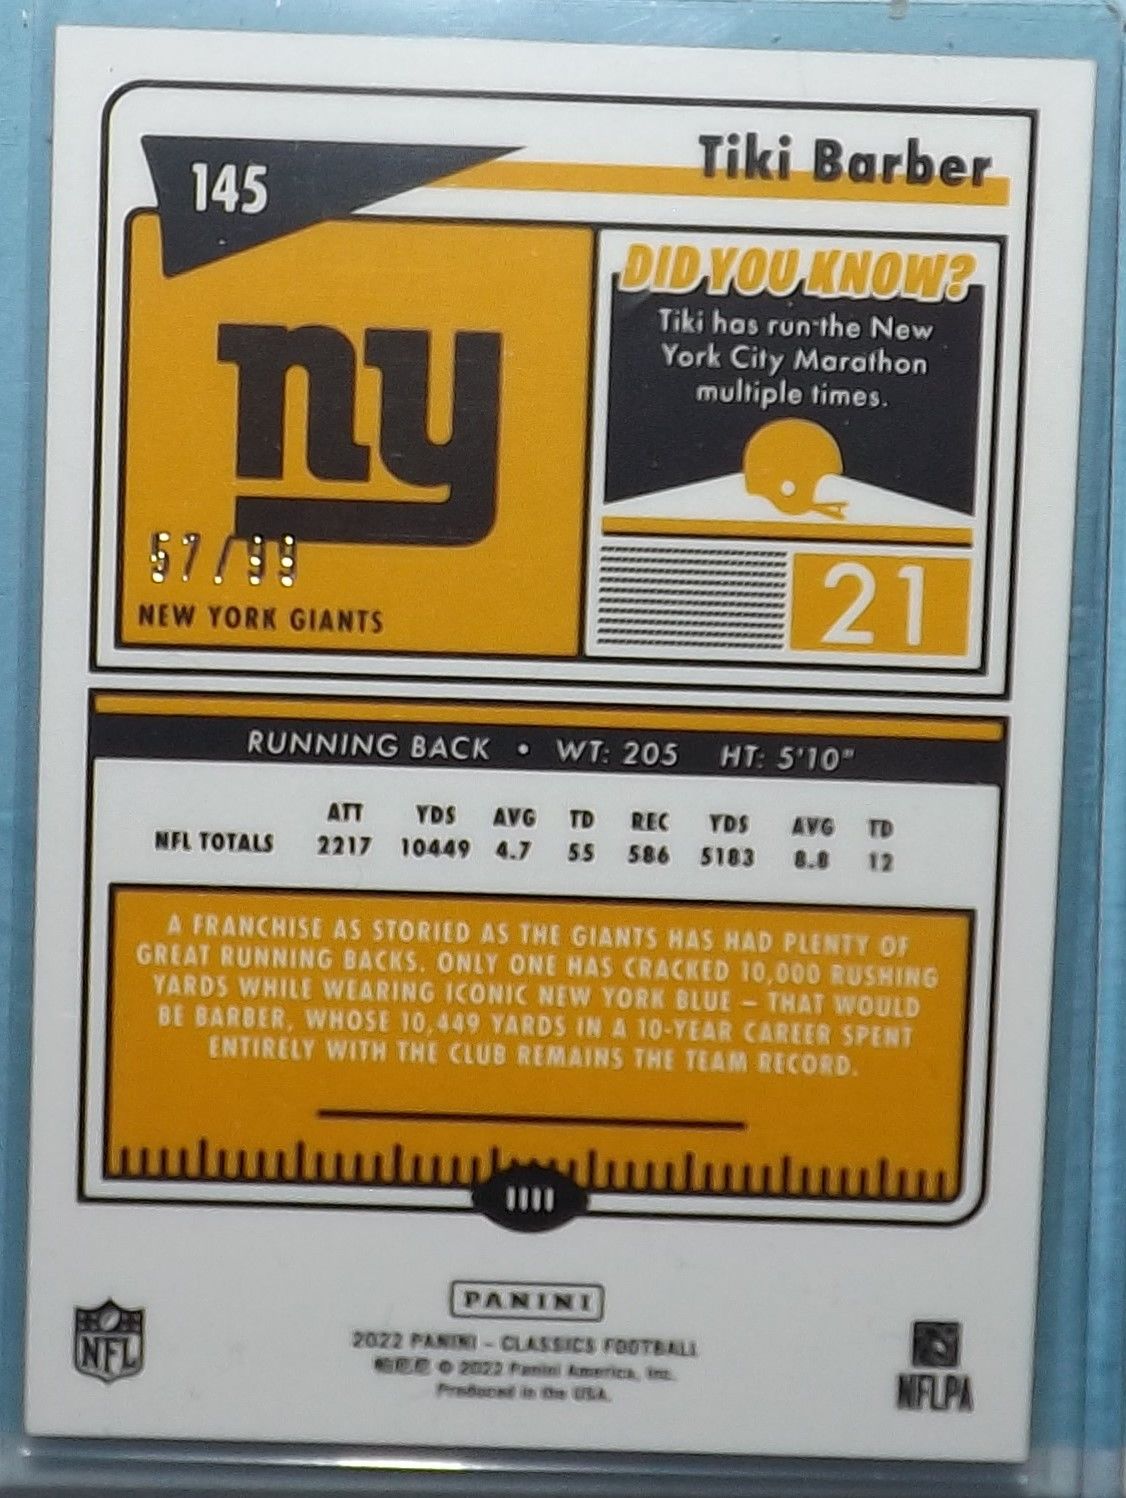 145
Tiki Barber
ny
DID YOU KNOW?
Tiki has run the New
York City Marathon
multiple times.
57/99
NEW YORK GIANTS
21
RUNNING BACK • WT: 205 HT: 5'10"
ATT YDS AVG TD REC YDS AVG TD
NFL TOTALS 2217 10449 4.7 55 586 5183 8.8 12
A FRANCHISE AS STORIED AS THE GIANTS HAS HAD PLENTY OF
GREAT RUNNING BACKS. ONLY ONE HAS CRACKED 10,000 RUSHING
YARDS WHILE WEARING ICONIC NEW YORK BLUE – THAT WOULD
BE BARBER, WHOSE 10,449 YARDS IN A 10-YEAR CAREER SPENT
ENTIRELY WITH THE CLUB REMAINS THE TEAM RECORD.
PANINI
NFL
2022 PANINI – CLASSICS FOOTBALL
© 2022 Panini America, Inc.
Produced in the USA.
NFLPA